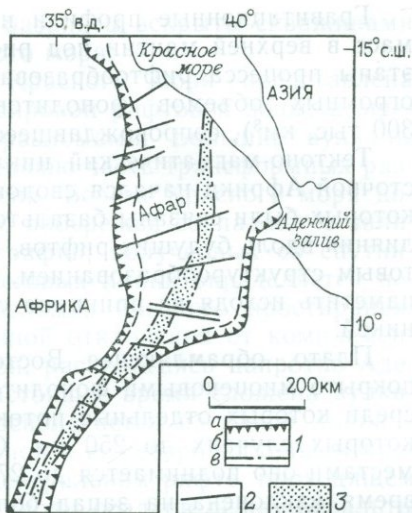 35° в.д.
40°
15° с.ш.
Красное
море
АЗИЯ
Афар
Аденский
залив
АФРИКА
10°
0
200км
а
б
в
1
2
3